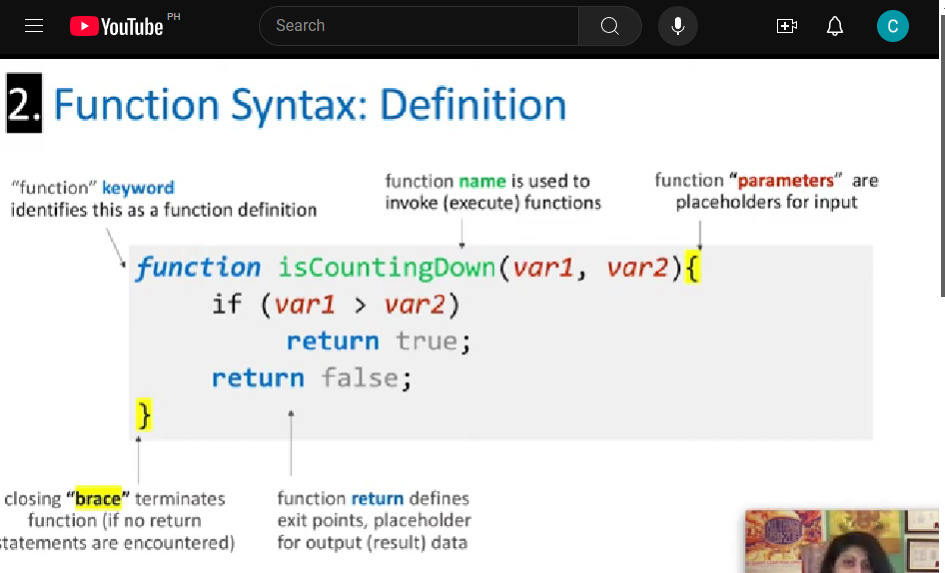 YouTube PH
Search
C
2. Function Syntax: Definition
“function” keyword
identifies this as a function definition
function name is used to
invoke (execute) functions
function “parameters” are
placeholders for input
function isCountingDown(var1, var2){
if (var1 > var2)
return true;
return false;
}
closing “brace” terminates
function (if no return
statements are encountered)
function return defines
exit points, placeholder
for output (result) data